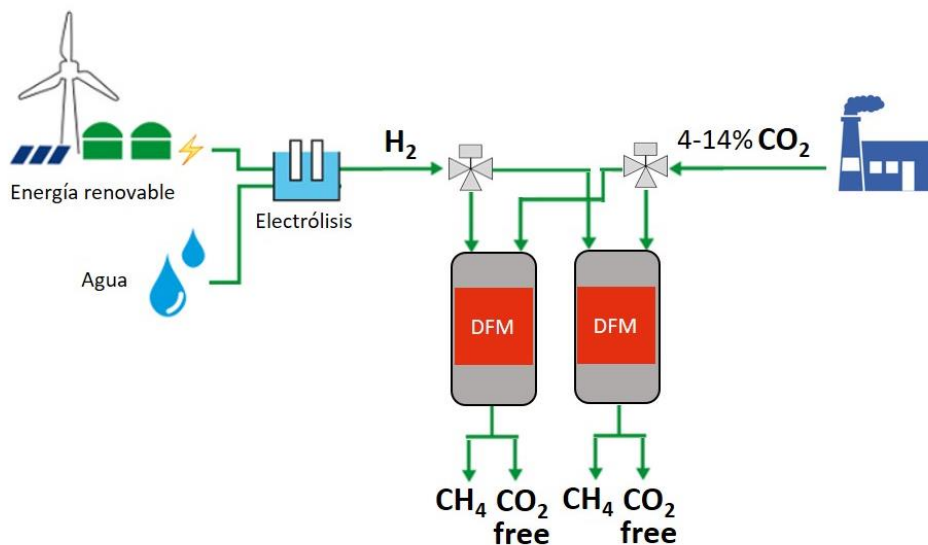 H₂
4-14% CO₂
Energía renovable
Electrólisis
Agua
DFM
DFM
CH₄ CO₂
free
CH₄ CO₂
free